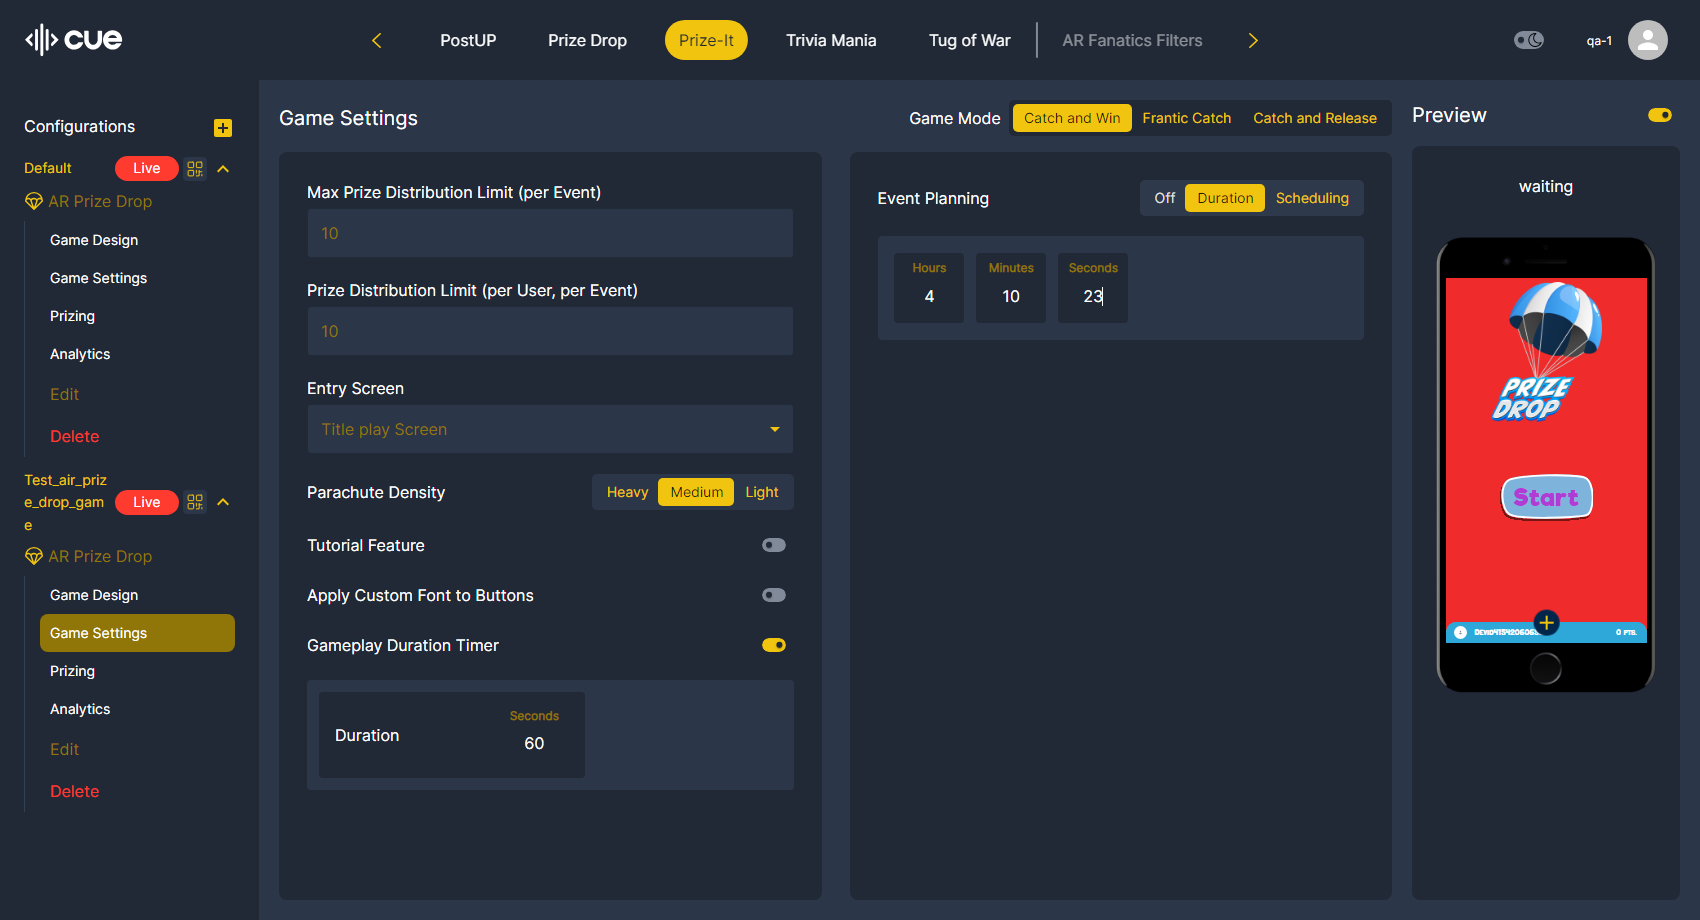 cue
PostUP
Prize Drop
Prize-It
Trivia Mania
Tug of War
AR Fanatics Filters
qa-1
Configurations
Default
Live
AR Prize Drop
Game Design
Game Settings
Prizing
Analytics
Edit
Delete
Test_air_priz
e_drop_gam
e
Live
AR Prize Drop
Game Design
Game Settings
Prizing
Analytics
Edit
Delete
Game Settings
Game Mode
Catch and Win
Frantic Catch
Catch and Release
Max Prize Distribution Limit (per Event)
10
Prize Distribution Limit (per User, per Event)
10
Entry Screen
Title play Screen
Parachute Density
Heavy
Medium
Light
Tutorial Feature
Apply Custom Font to Buttons
Gameplay Duration Timer
Duration
Seconds
60
Event Planning
Off
Duration
Scheduling
Hours
Minutes
Seconds
4
10
23
Preview
waiting
PRIZE
DROP
Start
0 PTS.